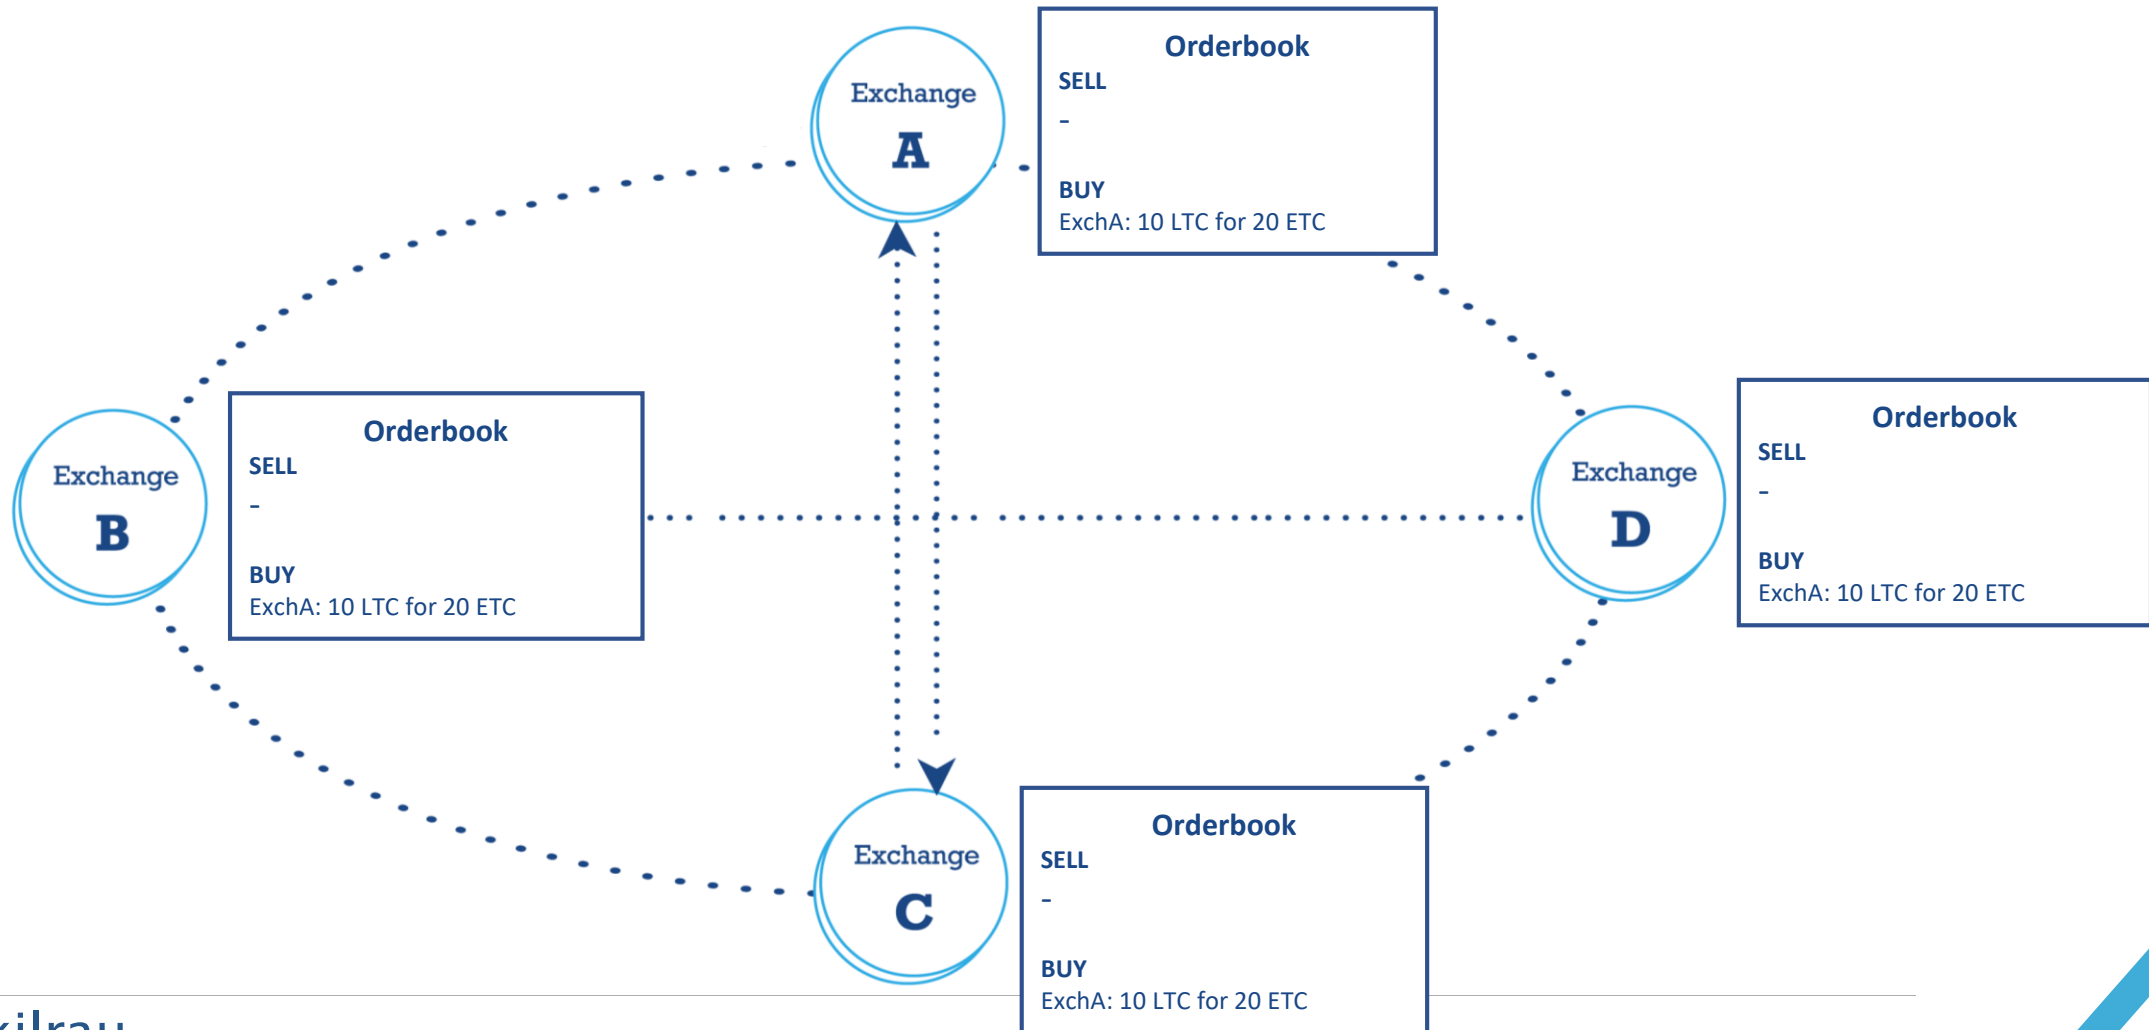 Exchange
A
Orderbook
SELL
-
BUY
ExchA: 10 LTC for 20 ETC
Exchange
B
Orderbook
SELL
-
BUY
ExchA: 10 LTC for 20 ETC
Exchange
D
Orderbook
SELL
-
BUY
ExchA: 10 LTC for 20 ETC
Exchange
C
Orderbook
SELL
-
BUY
ExchA: 10 LTC for 20 ETC